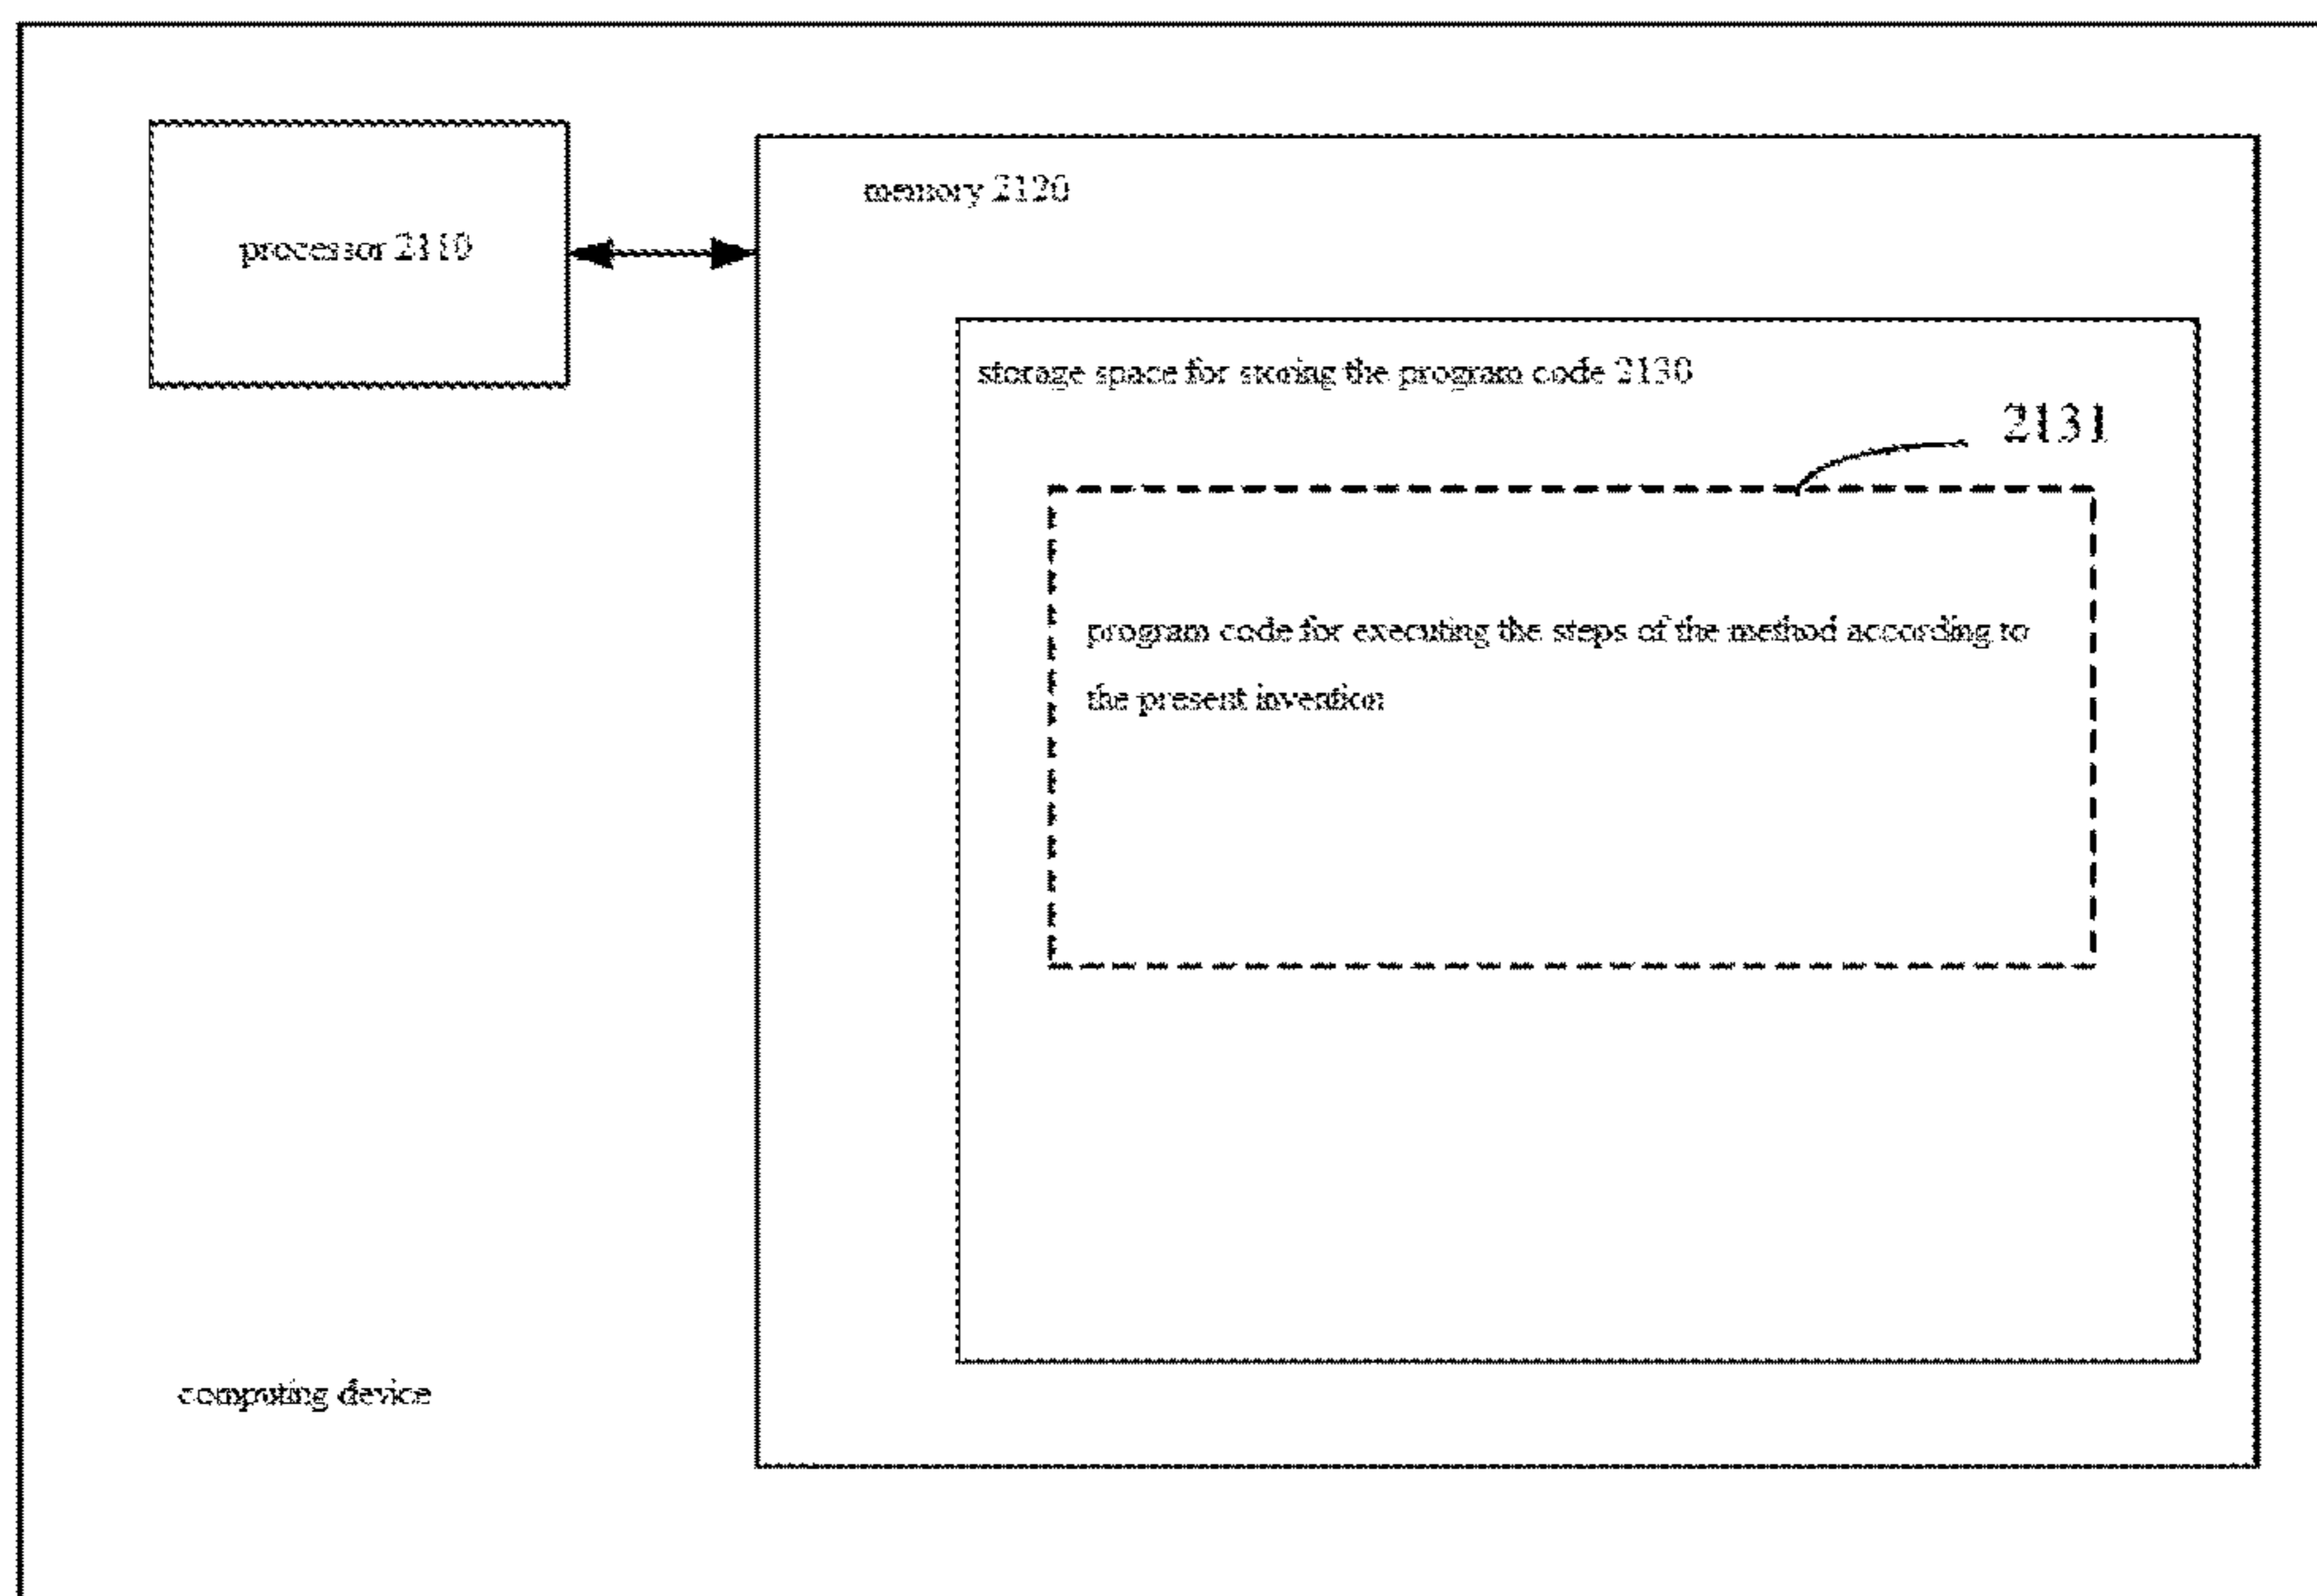 processor 2110
memory 2120
storage space for storing the program code 2130
2131
program code for executing the steps of the method according to
the present invention
computing device